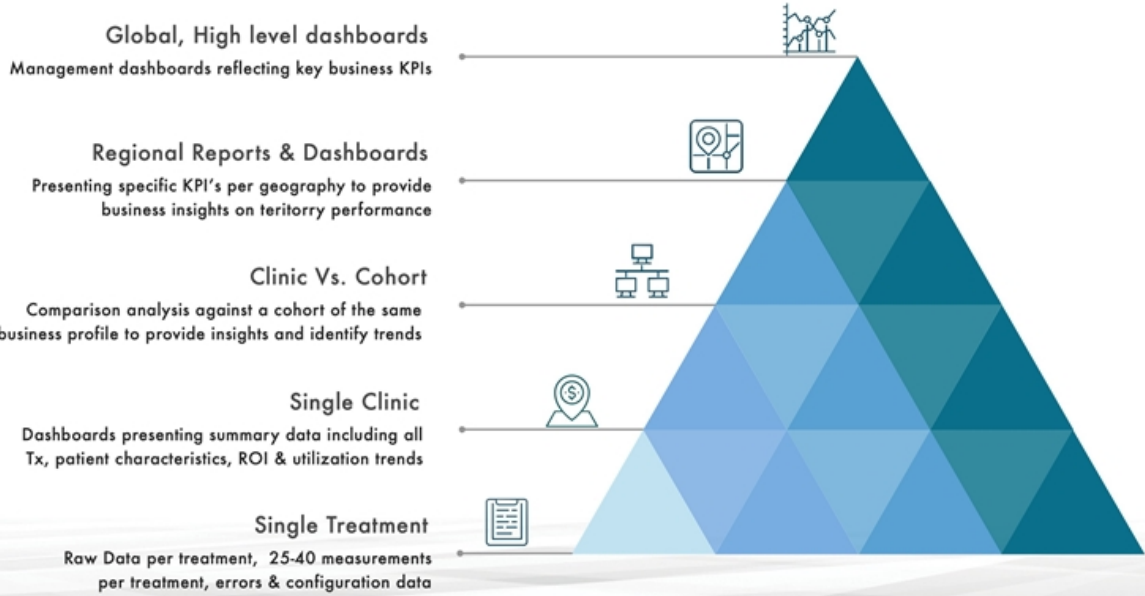 Global, High level dashboards
Management dashboards reflecting key business KPIs
Regional Reports & Dashboards
Presenting specific KPI's per geography to provide
business insights on teritorry performance
Clinic Vs. Cohort
Comparison analysis against a cohort of the same
business profile to provide insights and identify trends
Single Clinic
Dashboards presenting summary data including all
Tx, patient characteristics, ROI & utilization trends
Single Treatment
Raw Data per treatment, 25-40 measurements
per treatment, errors & configuration data